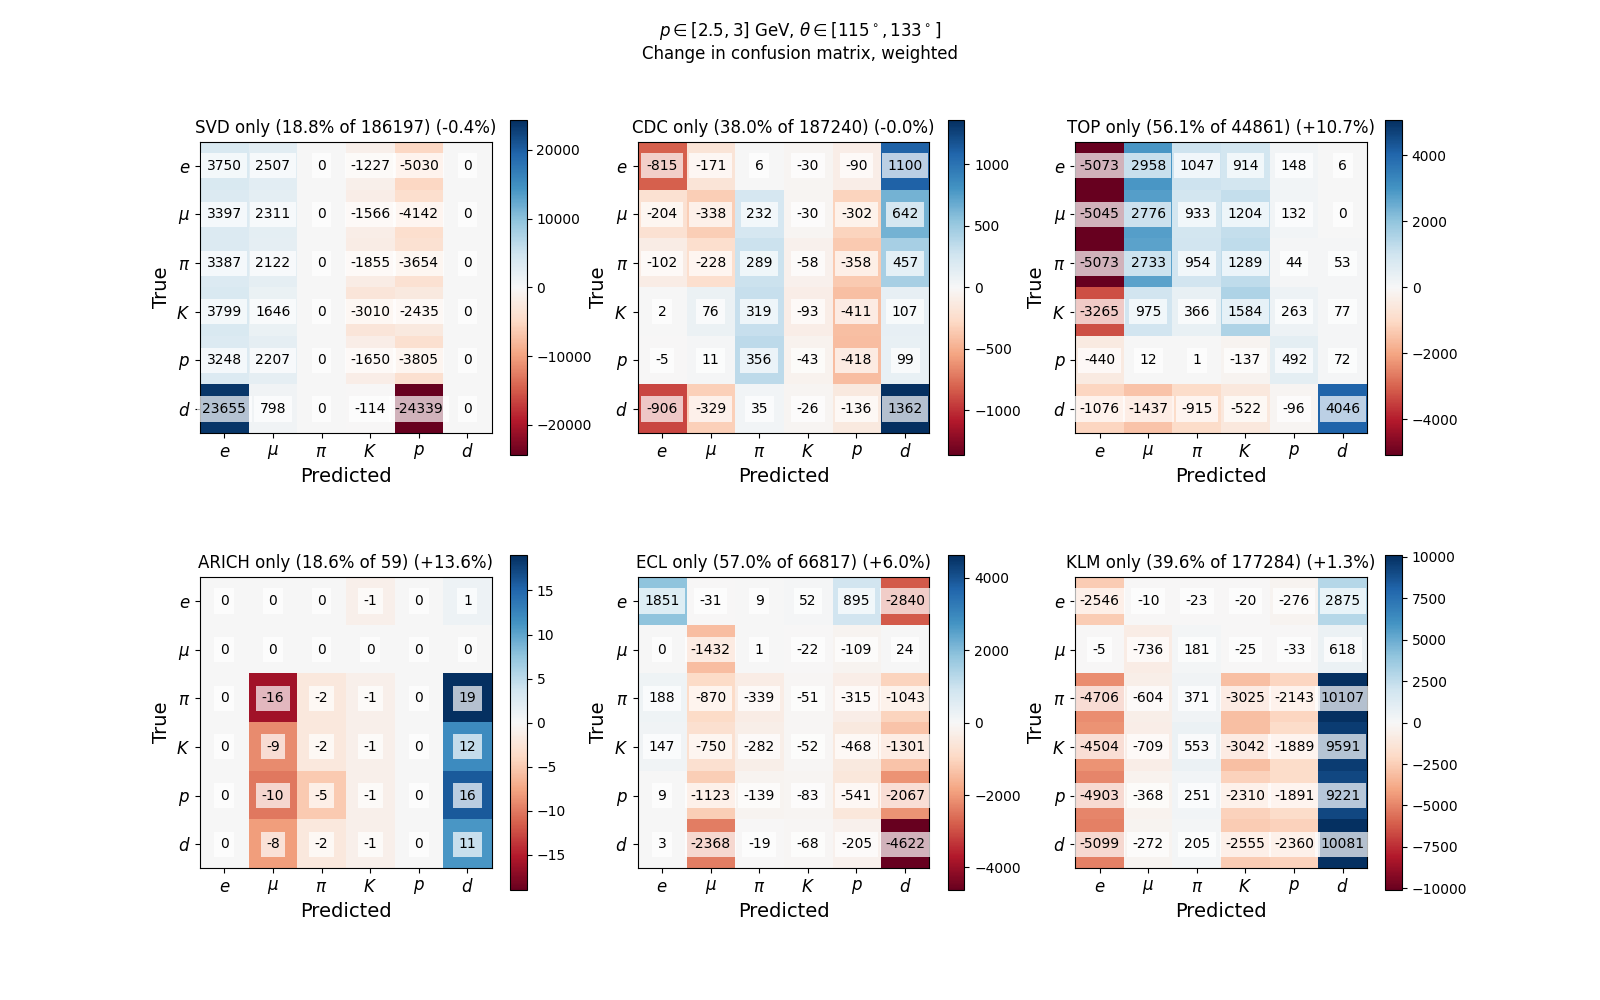 p ∈ [2.5, 3] GeV, θ ∈ [115°, 133°]
Change in confusion matrix, weighted
SVD only (18.8% of 186197) (-0.4%)
True
e 3750 2507 0 -1227 -5030 0
μ 3397 2311 0 -1566 -4142 0
π 3387 2122 0 -1855 -3654 0
K 3799 1646 0 -3010 -2435 0
p 3248 2207 0 -1650 -3805 0
d 23655 798 0 -114 -24339 0
e μ π K p d
Predicted
20000
10000
0
−10000
−20000
CDC only (38.0% of 187240) (-0.0%)
True
e -815 -171 6 -30 -90 1100
μ -204 -338 232 -30 -302 642
π -102 -228 289 -58 -358 457
K 2 76 319 -93 -411 107
p -5 11 356 -43 -418 99
d -906 -329 35 -26 -136 1362
e μ π K p d
Predicted
1000
500
0
−500
−1000
TOP only (56.1% of 44861) (+10.7%)
True
e -5073 2958 1047 914 148 6
μ -5045 2776 933 1204 132 0
π -5073 2733 954 1289 44 53
K -3265 975 366 1584 263 77
p -440 12 1 -137 492 72
d -1076 -1437 -915 -522 -96 4046
e μ π K p d
Predicted
4000
2000
0
−2000
−4000
ARICH only (18.6% of 59) (+13.6%)
True
e 0 0 0 -1 0 1
μ 0 0 0 0 0 0
π 0 -16 -2 -1 0 19
K 0 -9 -2 -1 0 12
p 0 -10 -5 -1 0 16
d 0 -8 -2 -1 0 11
e μ π K p d
Predicted
15
10
5
0
−5
−10
−15
ECL only (57.0% of 66817) (+6.0%)
True
e 1851 -31 9 52 895 -2840
μ 0 -1432 1 -22 -109 24
π 188 -870 -339 -51 -315 -1043
K 147 -750 -282 -52 -468 -1301
p 9 -1123 -139 -83 -541 -2067
d 3 -2368 -19 -68 -205 -4622
e μ π K p d
Predicted
4000
2000
0
−2000
−4000
KLM only (39.6% of 177284) (+1.3%)
True
e -2546 -10 -23 -20 -276 2875
μ -5 -736 181 -25 -33 618
π -4706 -604 371 -3025 -2143 10107
K -4504 -709 553 -3042 -1889 9591
p -4903 -368 251 -2310 -1891 9221
d -5099 -272 205 -2555 -2360 10081
e μ π K p d
Predicted
10000
7500
5000
2500
0
−2500
−5000
−7500
−10000